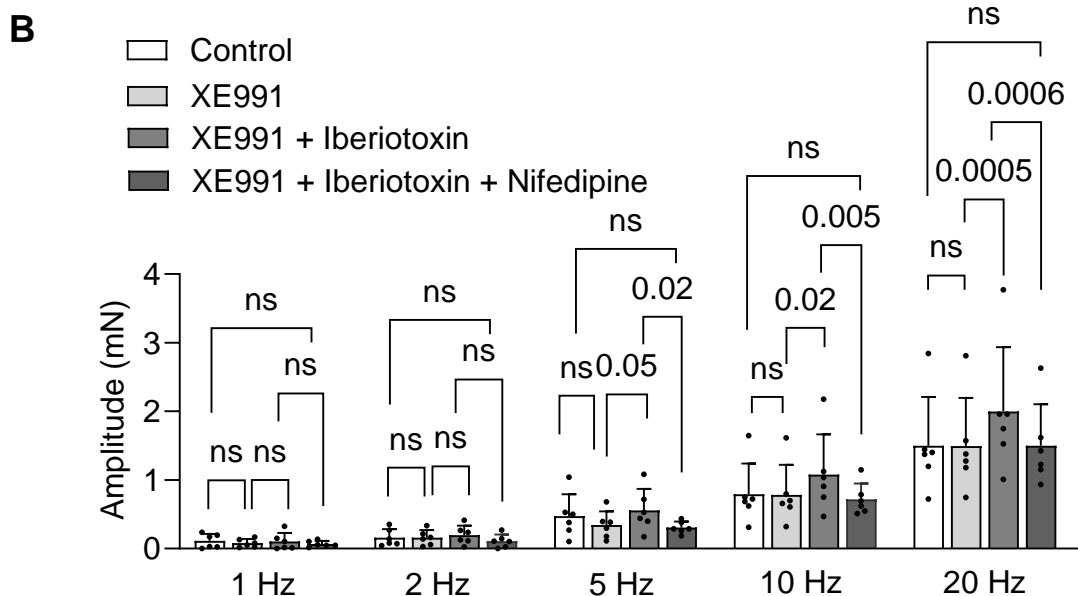 B
Control
XE991
XE991 + Iberiotoxin
XE991 + Iberiotoxin + Nifedipine
Amplitude (mN)
4
3
2
1
0
ns
ns
ns ns
ns
ns
ns ns
ns
0.02
ns 0.05
ns
0.005
0.02
ns
ns
0.0006
0.0005
ns
1 Hz 2 Hz 5 Hz 10 Hz 20 Hz